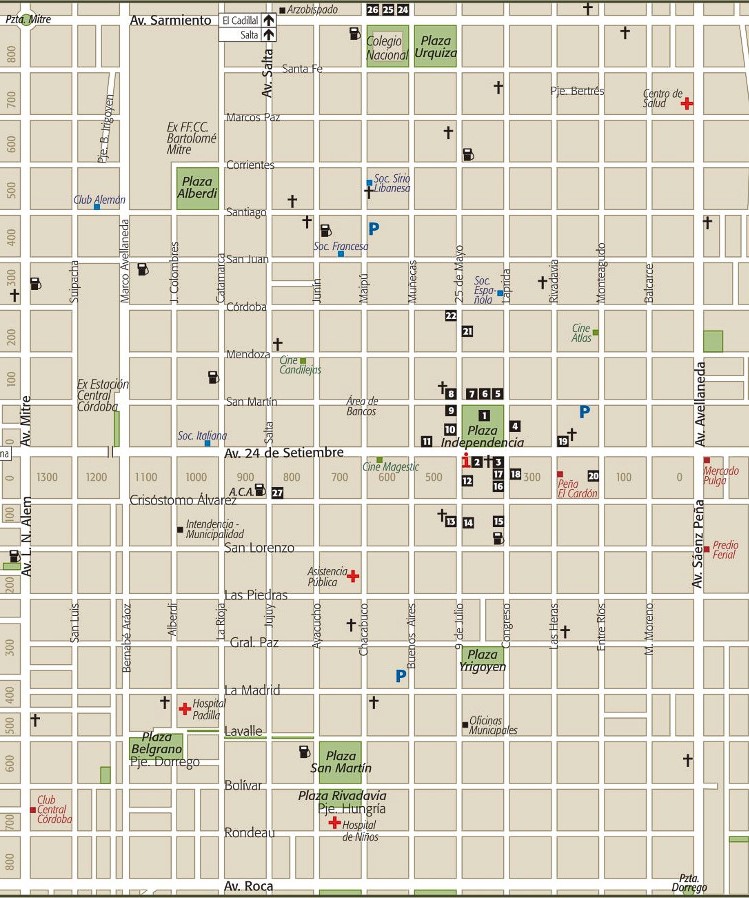 Pzta. Mitre
Av. Sarmiento
El Cadillal
Salta
Arzobispado
26 25 24
Colegio
Nacional
Plaza
Urquiza
Av. Salta
Santa Fe
800
700
Pje. B. Irigoyen
Pje. Bertrés
Centro de
Salud
Marcos Paz
600
Ex FF.CC.
Bartolomé
Mitre
Corrientes
500
Plaza
Alberdi
Club Alemán
Soc. Sirio
Libanesa
Santiago
400
P
Soc. Francesa
San Juan
300
Suipacha
Marco Avellaneda
J. Colombres
Catamarca
Junín
Maipú
Muñecas
25 de Mayo
Laprida
Rivadavia
Monteagudo
Balcarce
Soc.
Espa-
ñola
Córdoba
200
22
21
Cine
Atlas
Mendoza
Cine
Candilejas
100
Ex Estación
Central
Córdoba
San Martín
Área de
Bancos
8 7 6 5
9
1
10
4
11
Plaza
Independencia
P
19
Av. Mitre
0
Soc. Italiana
Salta
Av. Avellaneda
Av. 24 de Setiembre
ma
0
1300 1200 1100 1000 900 800 700 600 500 300 100 0
Cine Magestic
i 2 3
12
17
18
16
Peña
El Cardón
20
Mercado
Pulga
A.C.A.
27
Crisóstomo Álvarez
100
Av. L. N. Alem
Intendencia -
Municipalidad
13 14 15
Av. Sáenz Peña
San Lorenzo
Predio
Ferial
200
Asistencia
Pública
Las Piedras
San Luis
Bernabé Aráoz
Alberdi
La Rioja
Jujuy
Ayacucho
Chacabuco
Buenos Aires
9 de Julio
Congreso
Las Heras
Entre Ríos
M. Moreno
Gral. Paz
300
Plaza
Yrigoyen
P
La Madrid
400
Hospital
Padilla
500
Oficinas
Municipales
Lavalle
Plaza
Belgrano
Pje. Dorrego
600
Plaza
San Martín
Bolívar
Plaza Rivadavia
Pje. Hungría
Club
Central
Córdoba
700
Hospital
de Niños
Rondeau
800
Av. Roca
Pzta.
Dorrego